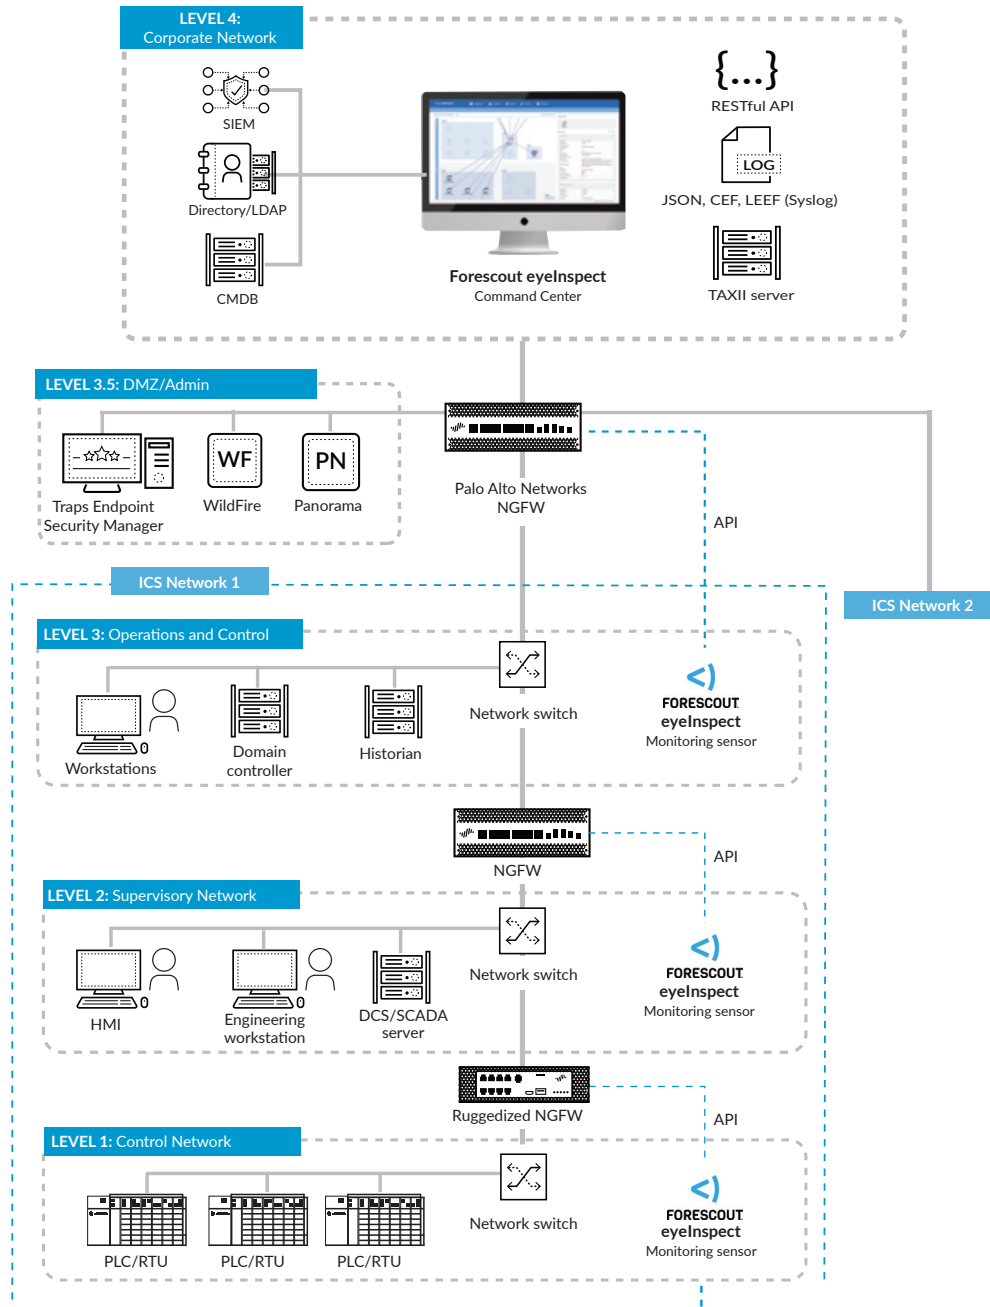 LEVEL 4:
Corporate Network
SIEM
Directory/LDAP
CMDB
Forescout eyeInspect
Command Center
{...}
RESTful API
LOG
JSON, CEF, LEEF (Syslog)
TAXII server
LEVEL 3.5: DMZ/Admin
Traps Endpoint
Security Manager
WF
WildFire
PN
Panorama
Palo Alto Networks
NGFW
API
ICS Network 1
ICS Network 2
LEVEL 3: Operations and Control
Workstations
Domain
controller
Historian
Network switch
FORESCOUT
eyeInspect
Monitoring sensor
NGFW
API
LEVEL 2: Supervisory Network
HMI
Engineering
workstation
DCS/SCADA
server
Network switch
FORESCOUT
eyeInspect
Monitoring sensor
Ruggedized NGFW
API
LEVEL 1: Control Network
PLC/RTU
PLC/RTU
PLC/RTU
Network switch
FORESCOUT
eyeInspect
Monitoring sensor